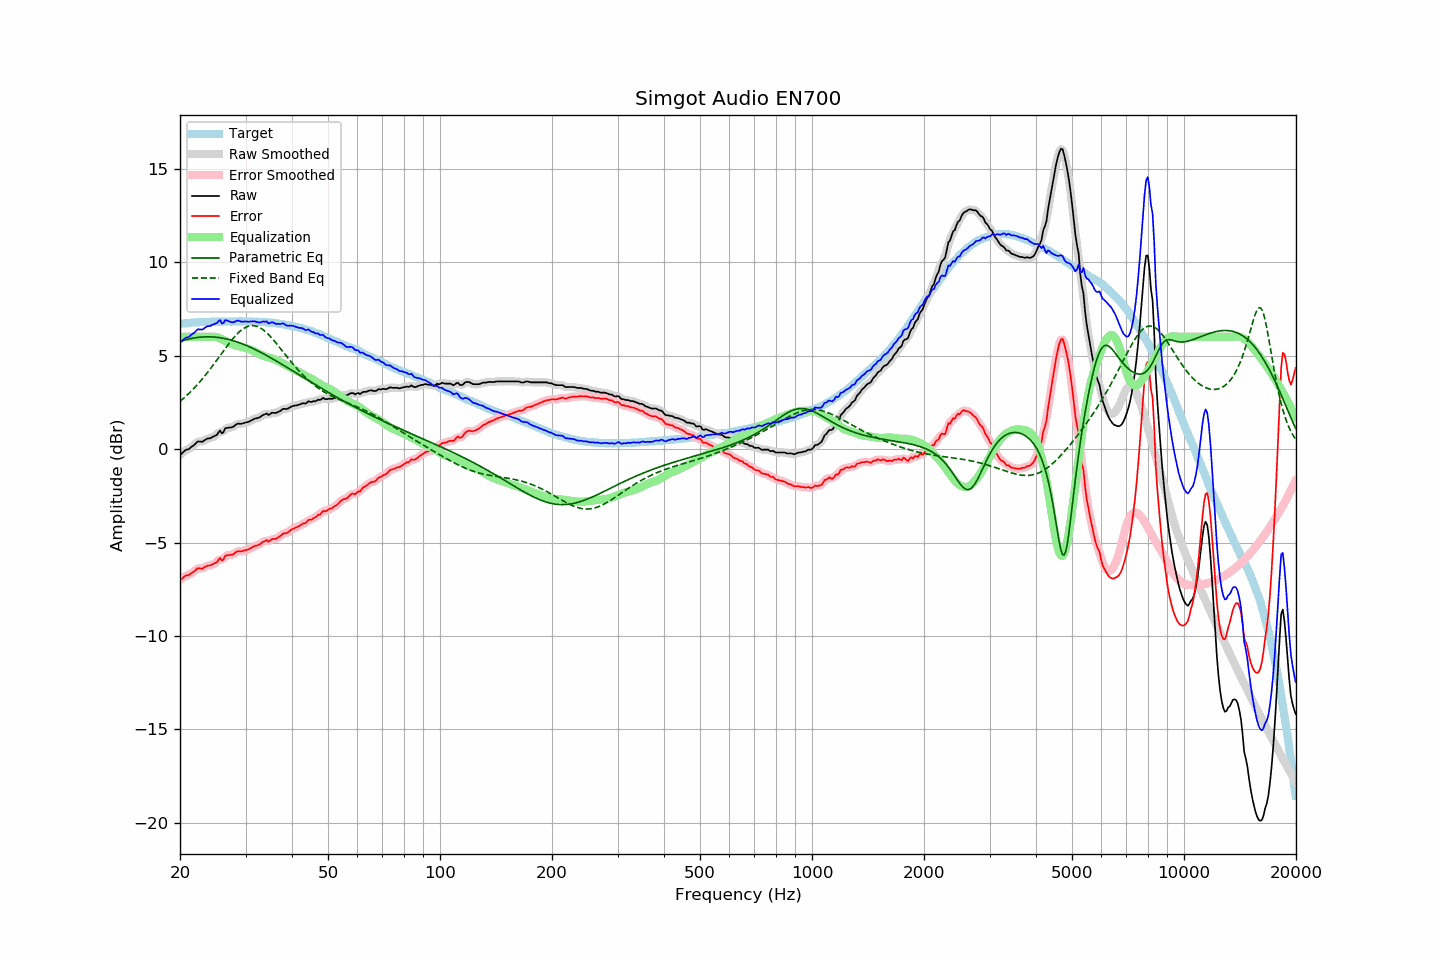 Simgot Audio EN700
Target
Raw Smoothed
Error Smoothed
Raw
Error
Equalization
Parametric Eq
Fixed Band Eq
Equalized
Amplitude (dBr)
15
10
5
0
−5
−10
−15
−20
20 50 100 200 500 1000 2000 5000 10000 20000
Frequency (Hz)